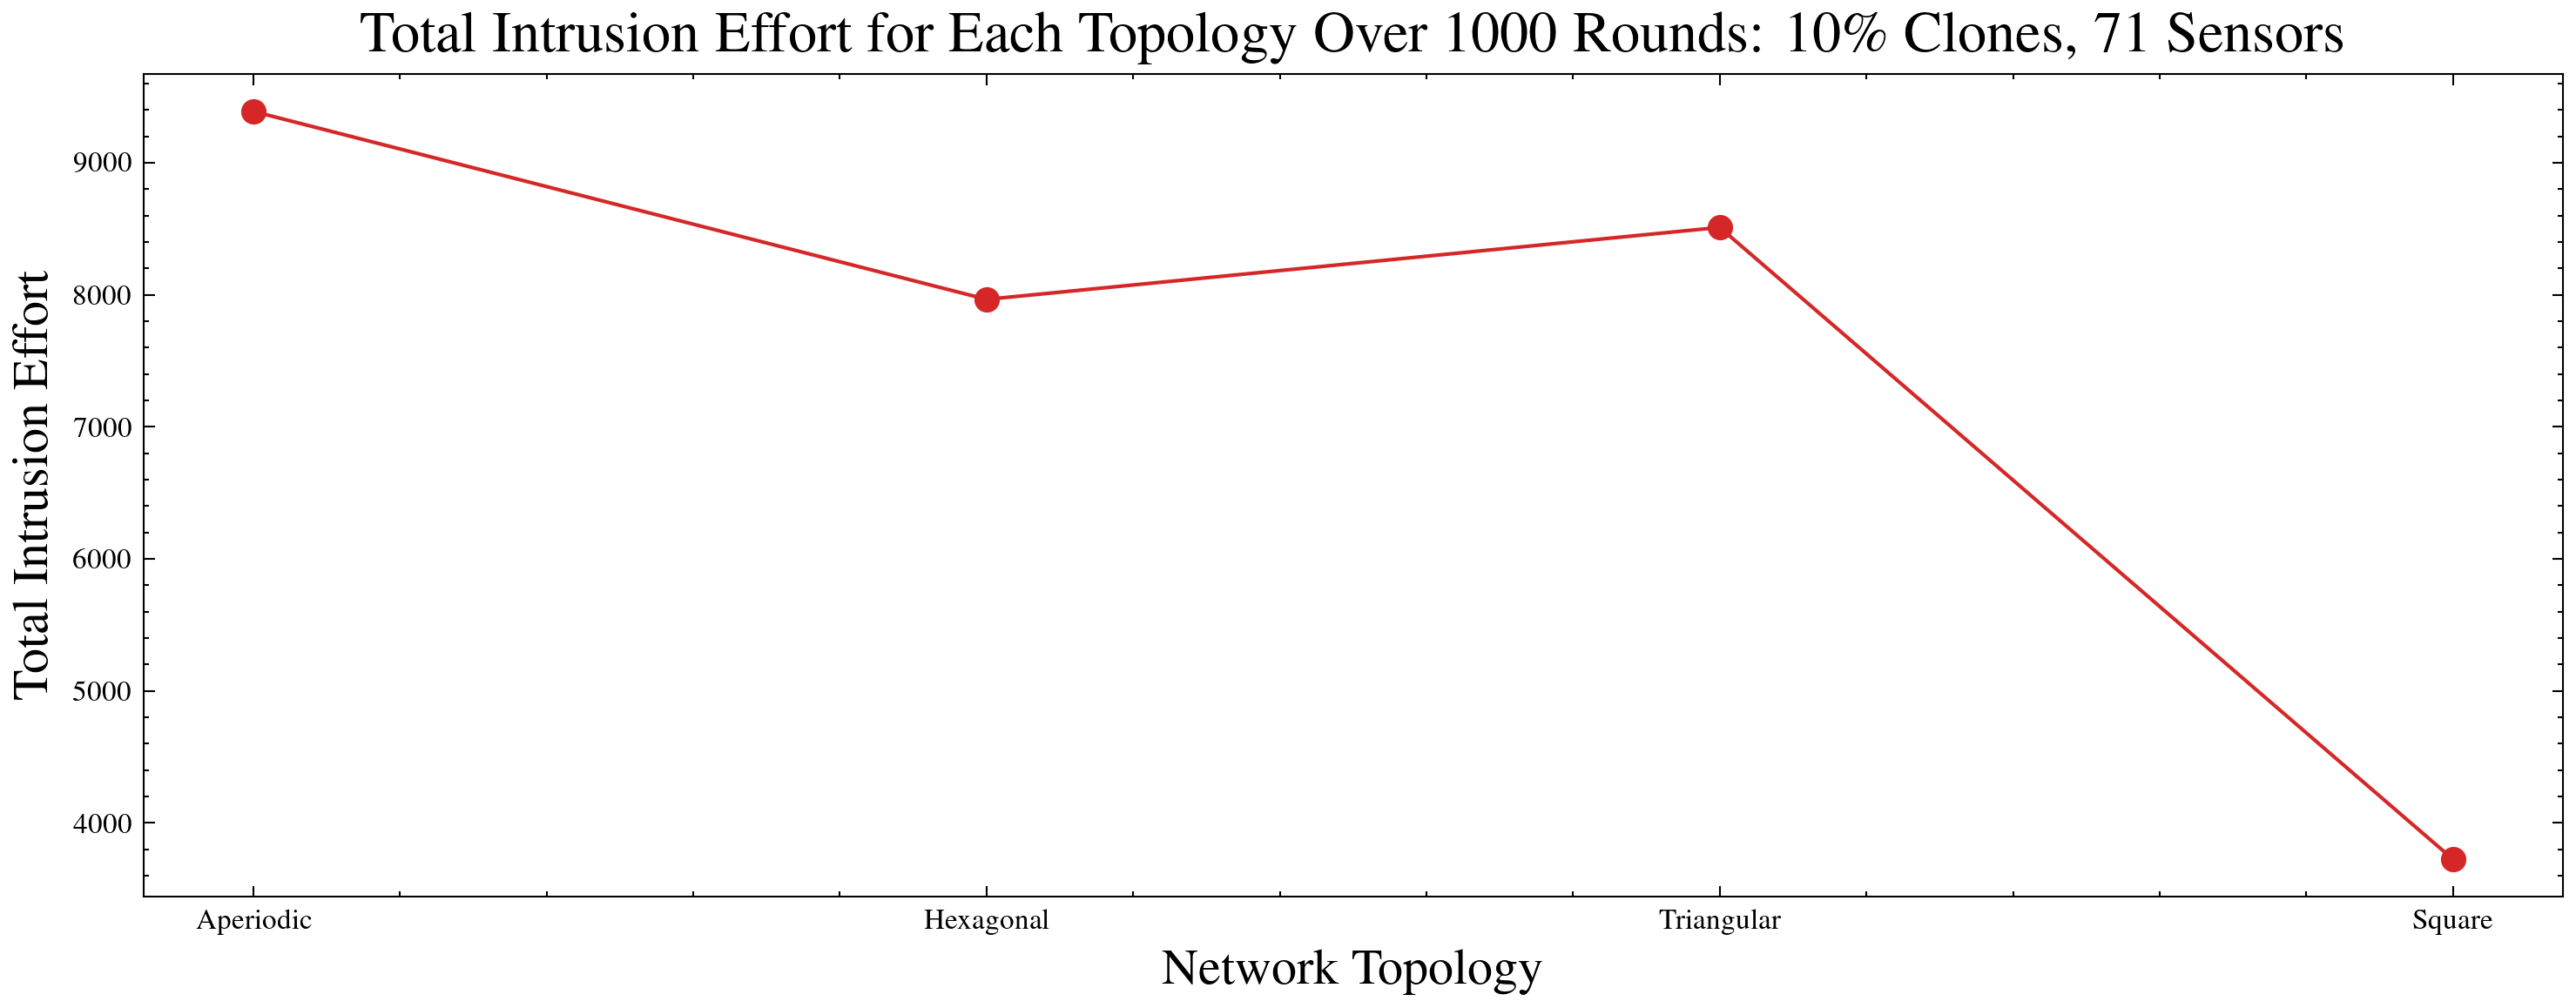 Total Intrusion Effort for Each Topology Over 1000 Rounds: 10% Clones, 71 Sensors
Total Intrusion Effort
9000
8000
7000
6000
5000
4000
Aperiodic
Hexagonal
Triangular
Square
Network Topology